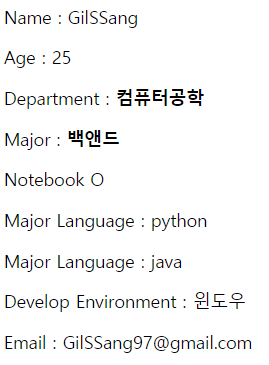 Name : GilSSang
Age : 25
Department : 컴퓨터공학
Major : 백앤드
Notebook O
Major Language : python
Major Language : java
Develop Environment : 윈도우
Email : GilSSang97@gmail.com